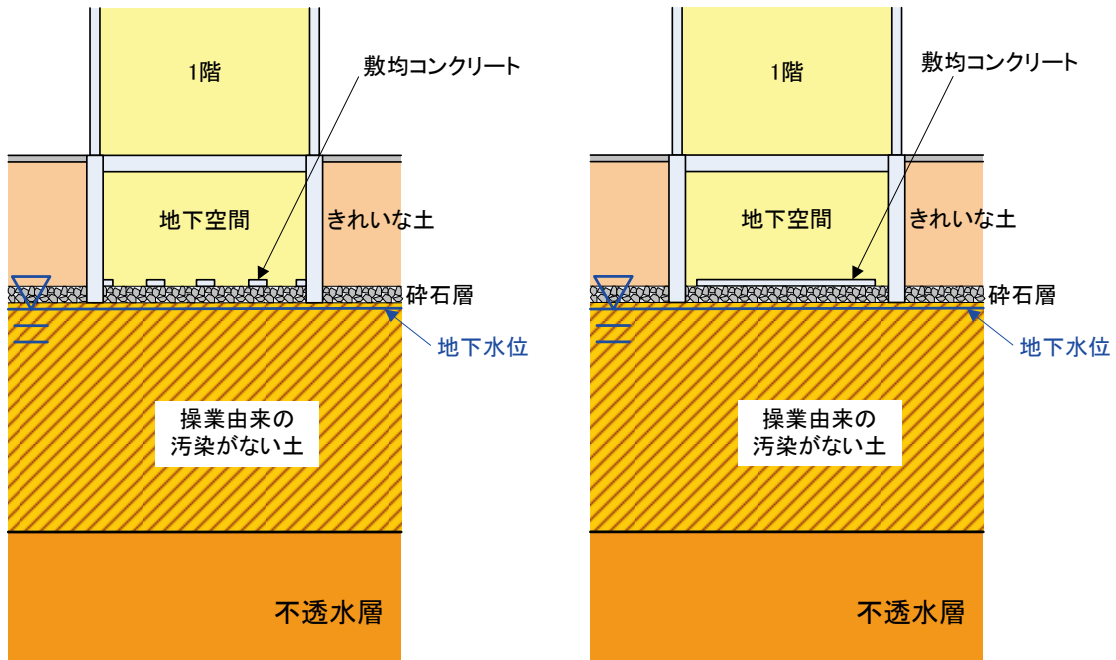 1階
敷均コンクリート
地下空間
きれいな土
砕石層
地下水位
操業由来の
汚染がない土
不透水層
1階
敷均コンクリート
地下空間
きれいな土
砕石層
地下水位
操業由来の
汚染がない土
不透水層